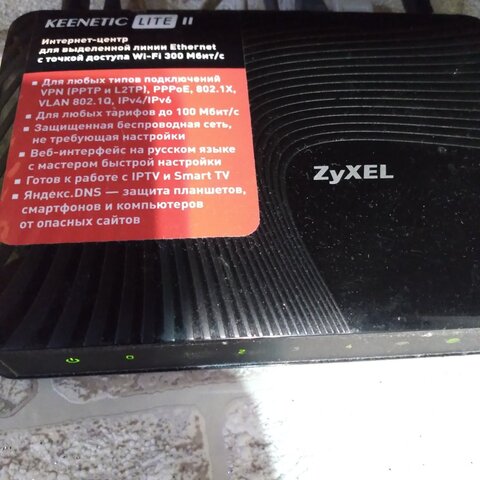 KEENETIC LITE II
Интернет-центр
для выделенной линии Ethernet
с точкой доступа Wi-Fi 300 Мбит/с
Для любых типов подключений
VPN (PPTP и L2TP), PPPoE, 802.1X,
VLAN 802.1Q, IPv4/IPv6
Для любых тарифов до 100 Мбит/с
Защищенная беспроводная сеть,
не требующая настройки
Веб-интерфейс на русском языке
с мастером быстрой настройки
Готов к работе с IPTV и Smart TV
Яндекс.DNS — защита планшетов,
смартфонов и компьютеров
от опасных сайтов
ZyXEL
2 3 4